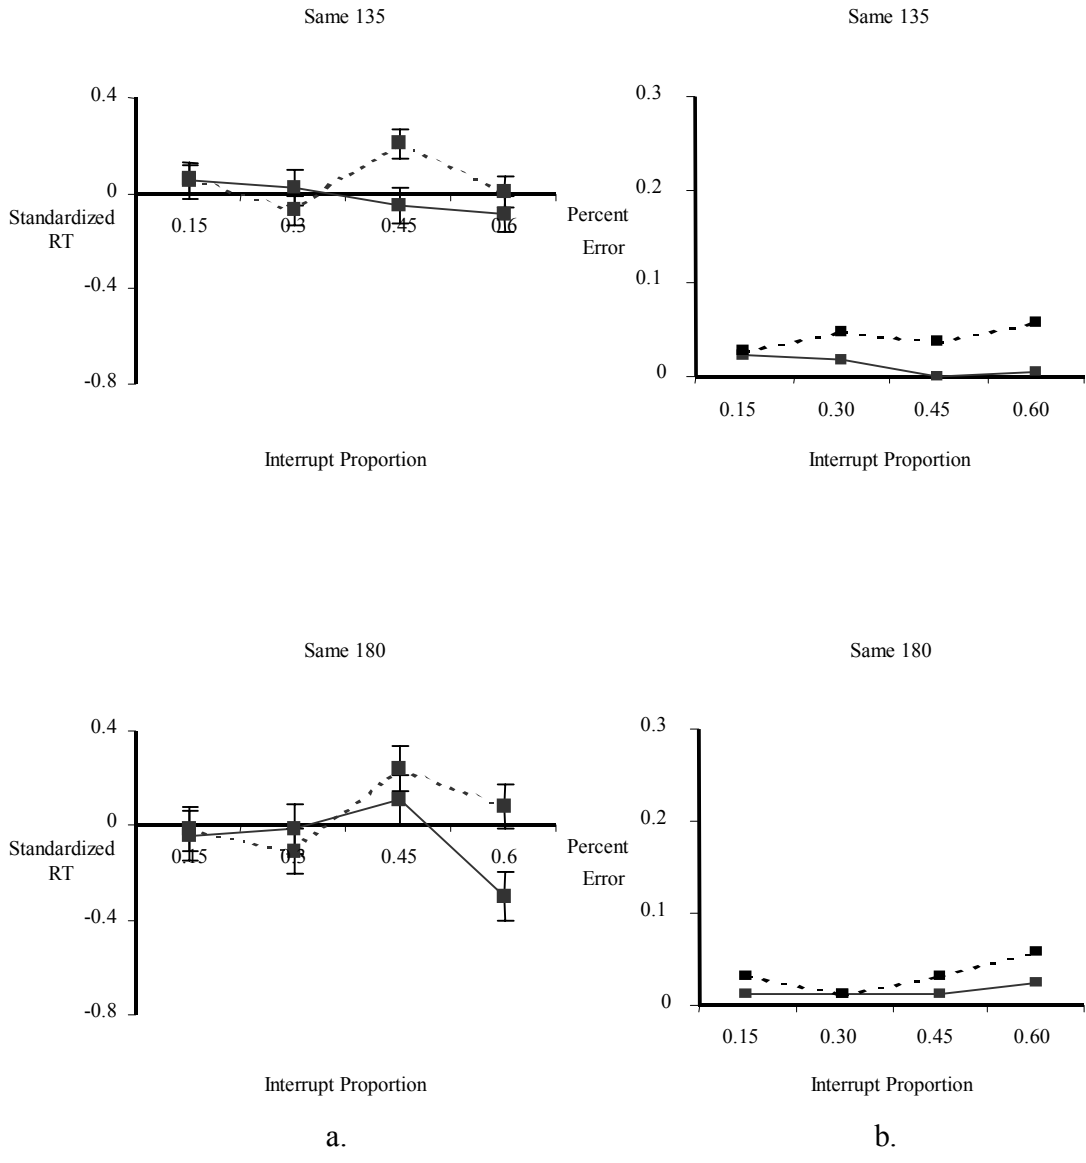 Same 135
0.4
0
-0.4
-0.8
Standardized
RT
0.15
0.3
0.45
0.6
Interrupt Proportion
Same 135
0.3
0.2
0.1
0
Percent
Error
0.15
0.30
0.45
0.60
Interrupt Proportion
Same 180
0.4
0
-0.4
-0.8
Standardized
RT
0.15
0.3
0.45
0.6
Interrupt Proportion
a.
Same 180
0.3
0.2
0.1
0
Percent
Error
0.15
0.30
0.45
0.60
Interrupt Proportion
b.